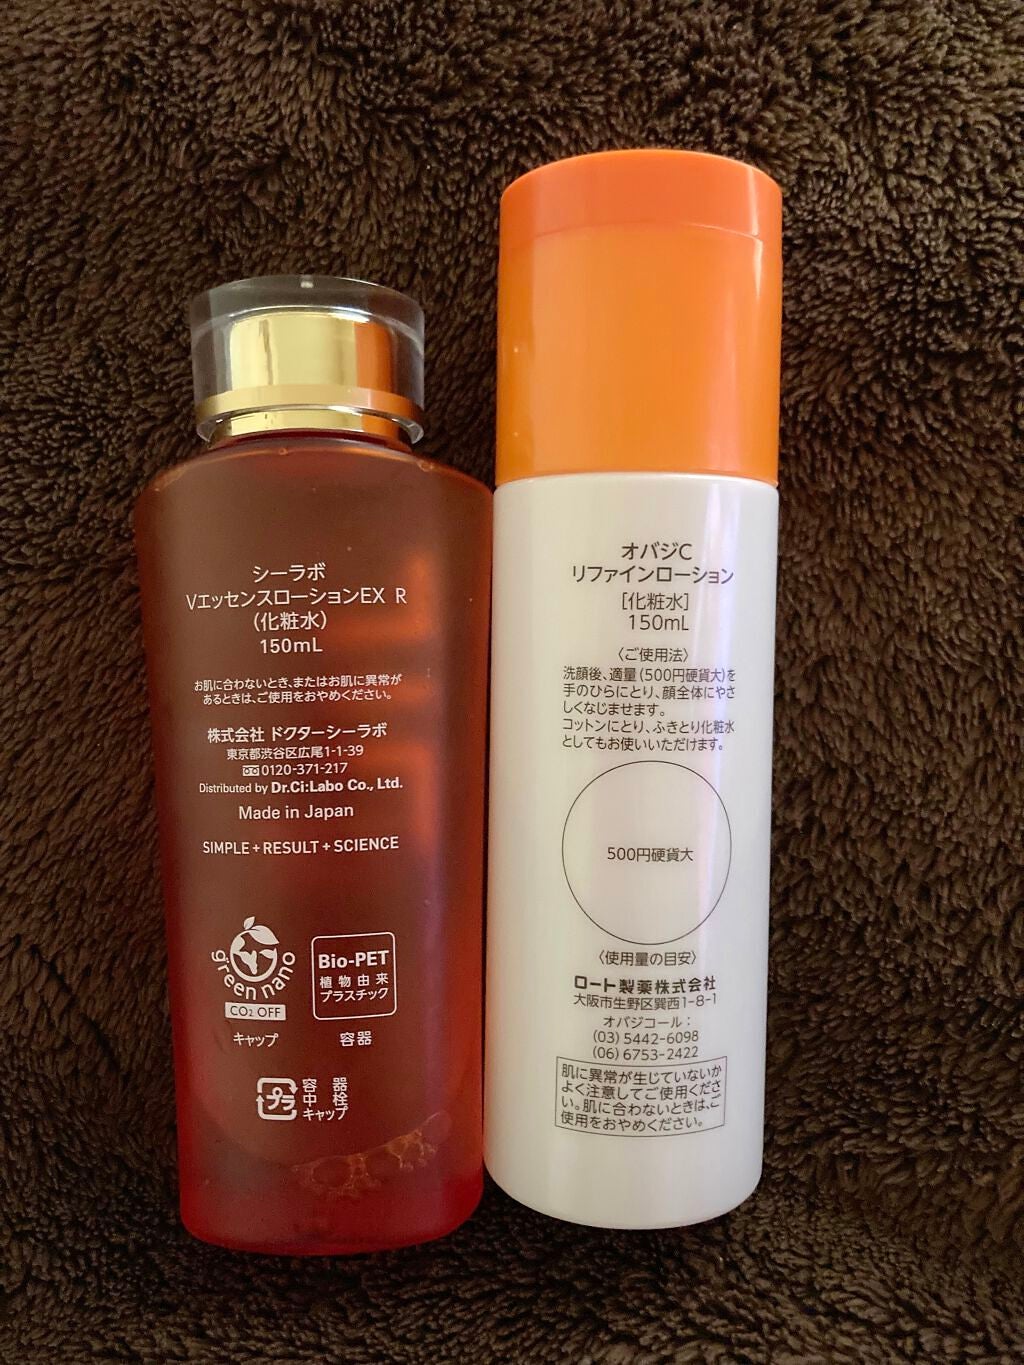 シーラボ
VエッセンスローションEX R
(化粧水)
150mL
お肌に合わないとき、またはお肌に異常が
あるときは、ご使用をおやめください。
株式会社 ドクターシーラボ
東京都渋谷区広尾1-1-39
0120-371-217
Distributed by Dr.Ci:Labo Co., Ltd.
Made in Japan
SIMPLE+RESULT+SCIENCE
green nano
CO2 OFF
キャップ
Bio-PET
植物由来
プラスチック
容器
プラ
容器
中栓
キャップ
オバジC
リファインローション
[化粧水]
150mL
〈ご使用法〉
洗顔後、適量(500円硬貨大)を
手のひらにとり、顔全体にやさ
しくなじませます。
コットンにとり、ふきとり化粧水
としてもお使いいただけます。
500円硬貨大
〈使用量の目安〉
ロート製薬株式会社
大阪市生野区巽西1-8-1
オバジコール：
(03) 5442-6098
(06) 6753-2422
肌に異常が生じていないか
よく注意してご使用くださ
い。肌に合わないときは、ご
使用をおやめください。